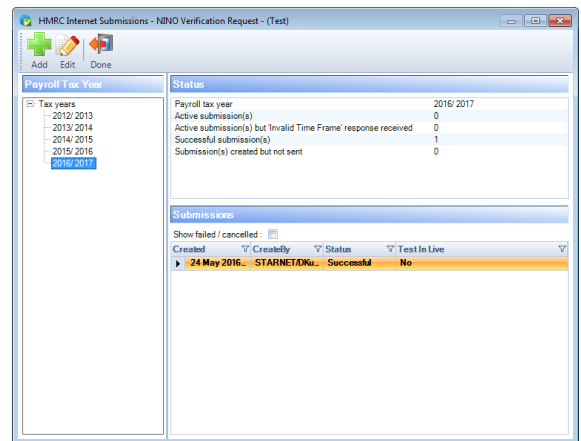 HMRC Internet Submissions - NINO Verification Request - (Test)
Add Edit Done
Payroll Tax Year
Tax years
2012/ 2013
2013/ 2014
2014/ 2015
2015/ 2016
2016/ 2017
Status
Payroll tax year 2016/ 2017
Active submission(s) 0
Active submission(s) but 'Invalid Time Frame' response received 0
Successful submission(s) 1
Submission(s) created but not sent 0
Submissions
Show failed / cancelled :
Created CreateBy Status Test In Live
24 May 2016... STARNET/DKu... Successful No